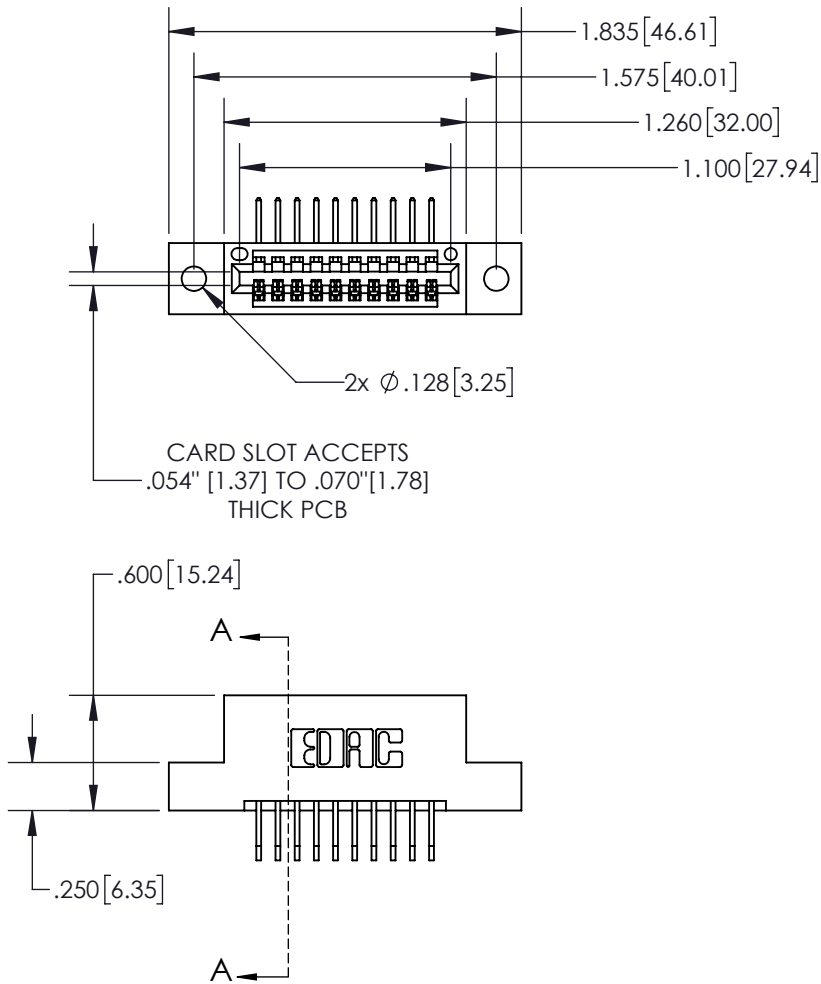 1.835[46.61]
1.575[40.01]
1.260[32.00]
1.100[27.94]
2x ∅.128[3.25]
CARD SLOT ACCEPTS
.054" [1.37] TO .070"[1.78]
THICK PCB
.600[15.24]
A
EDAC
.250[6.35]
A